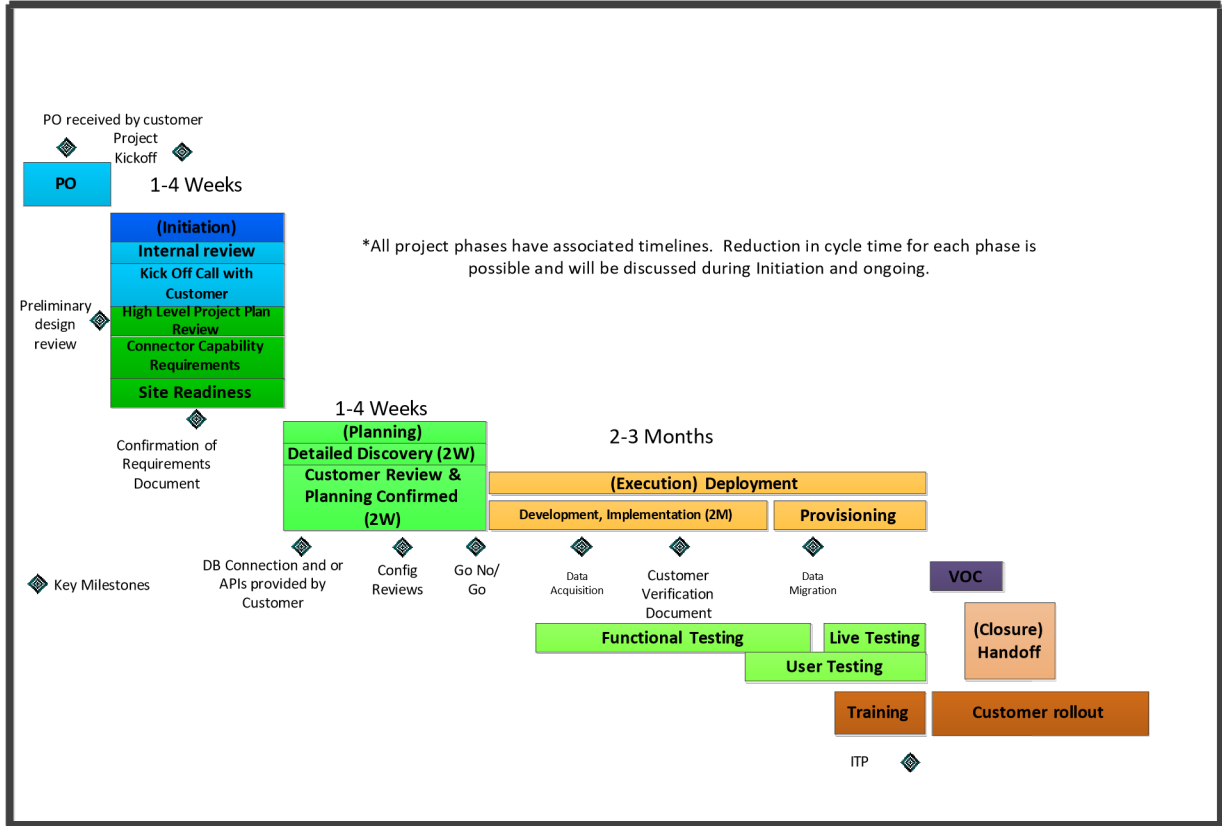 PO received by customer
Project
Kickoff
PO
1-4 Weeks
(Initiation)
Internal review
Kick Off Call with
Customer
High Level Project Plan
Review
Connector Capability
Requirements
Site Readiness
*All project phases have associated timelines.  Reduction in cycle time for each phase is
possible and will be discussed during Initiation and ongoing.
Preliminary
design
review
Confirmation of
Requirements
Document
1-4 Weeks
(Planning)
Detailed Discovery (2W)
Customer Review &
Planning Confirmed
(2W)
2-3 Months
(Execution) Deployment
Development, Implementation (2M)
Provisioning
Key Milestones
DB Connection and or
APIs provided by
Customer
Config
Reviews
Go No/
Go
Data
Acquisition
Customer
Verification
Document
Data
Migration
VOC
Functional Testing
Live Testing
User Testing
(Closure)
Handoff
Training
Customer rollout
ITP